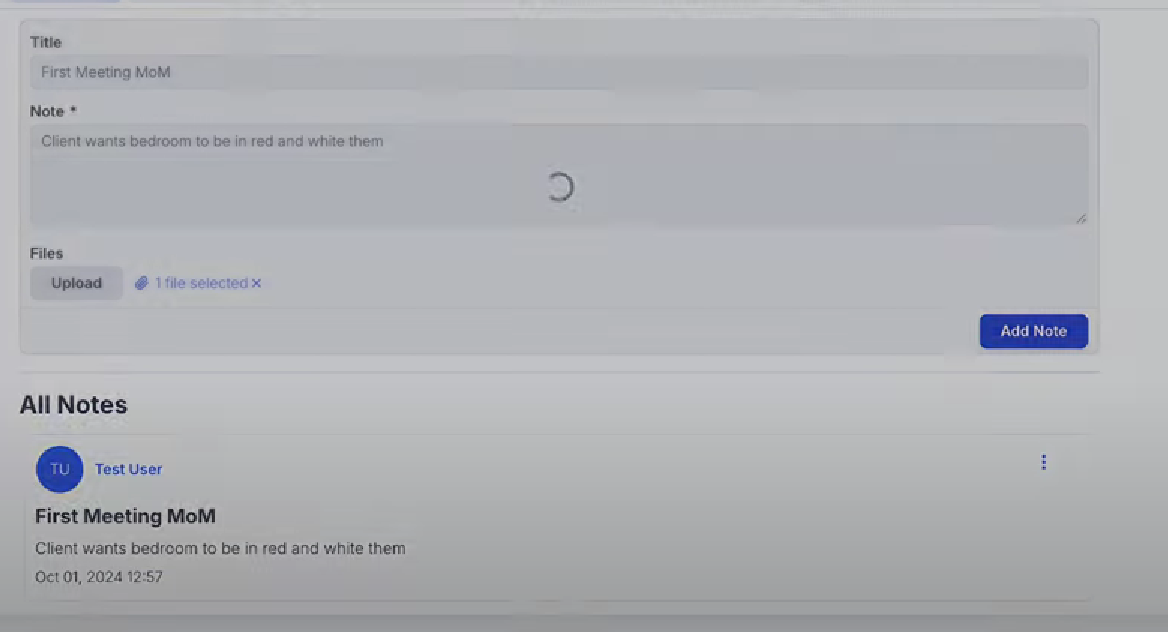 Title
First Meeting MoM
Note *
Client wants bedroom to be in red and white them
Files
Upload
1 file selected ×
Add Note
All Notes
TU
Test User
First Meeting MoM
Client wants bedroom to be in red and white them
Oct 01, 2024 12:57